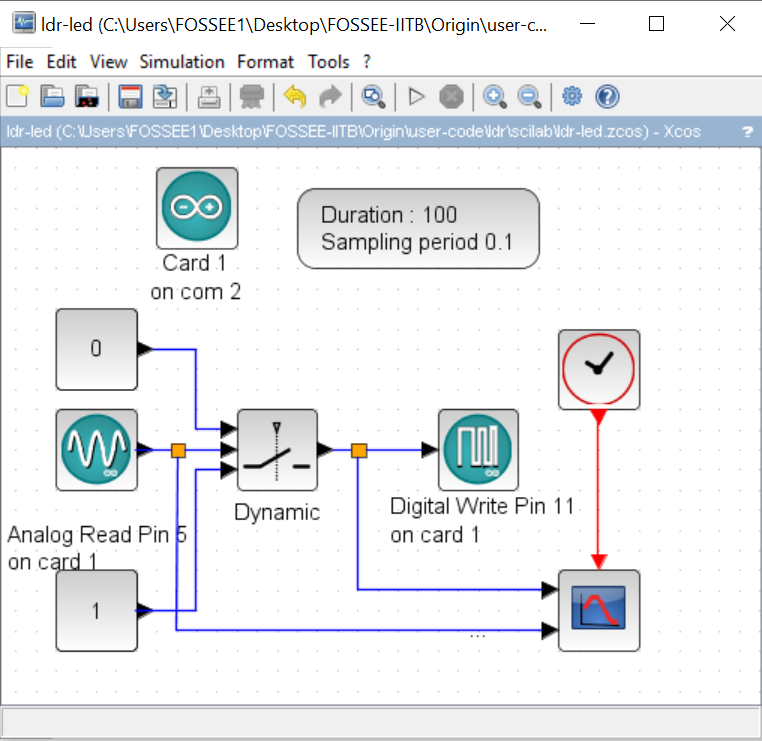 ldr-led (C:\Users\FOSSEE1\Desktop\FOSSEE-IITB\Origin\user-c...
File Edit View Simulation Format Tools ?
ldr-led (C:\Users\FOSSEE1\Desktop\FOSSEE-IITB\Origin\user-code\ldr\scilab\ldr-led.zcos) - Xcos ?
Duration : 100
Sampling period 0.1
Card 1
on com 2
0
Dynamic
Digital Write Pin 11
on card 1
Analog Read Pin 5
on card 1
1
...